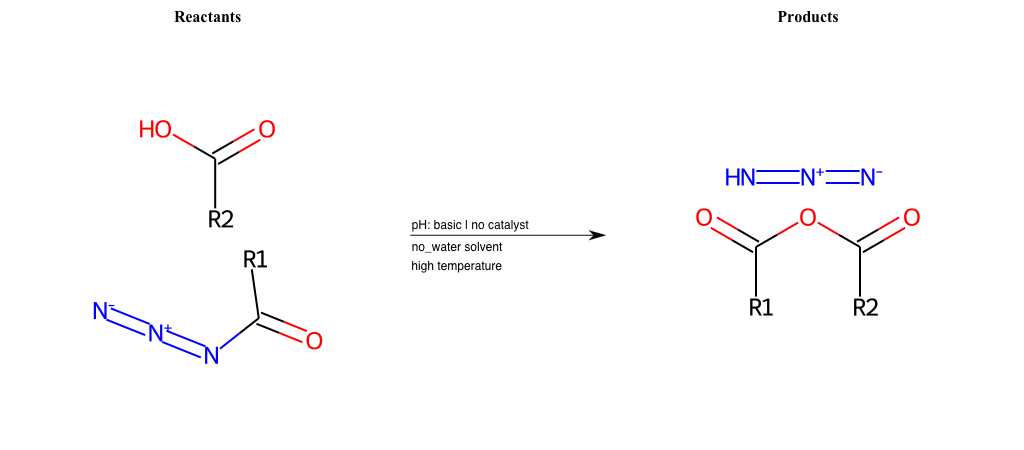 Reactants
Products
HO
O
R2
R1
N-
N+
N
O
pH: basic | no catalyst
no_water solvent
high temperature
HN
N+
N-
O
O
O
R1
R2